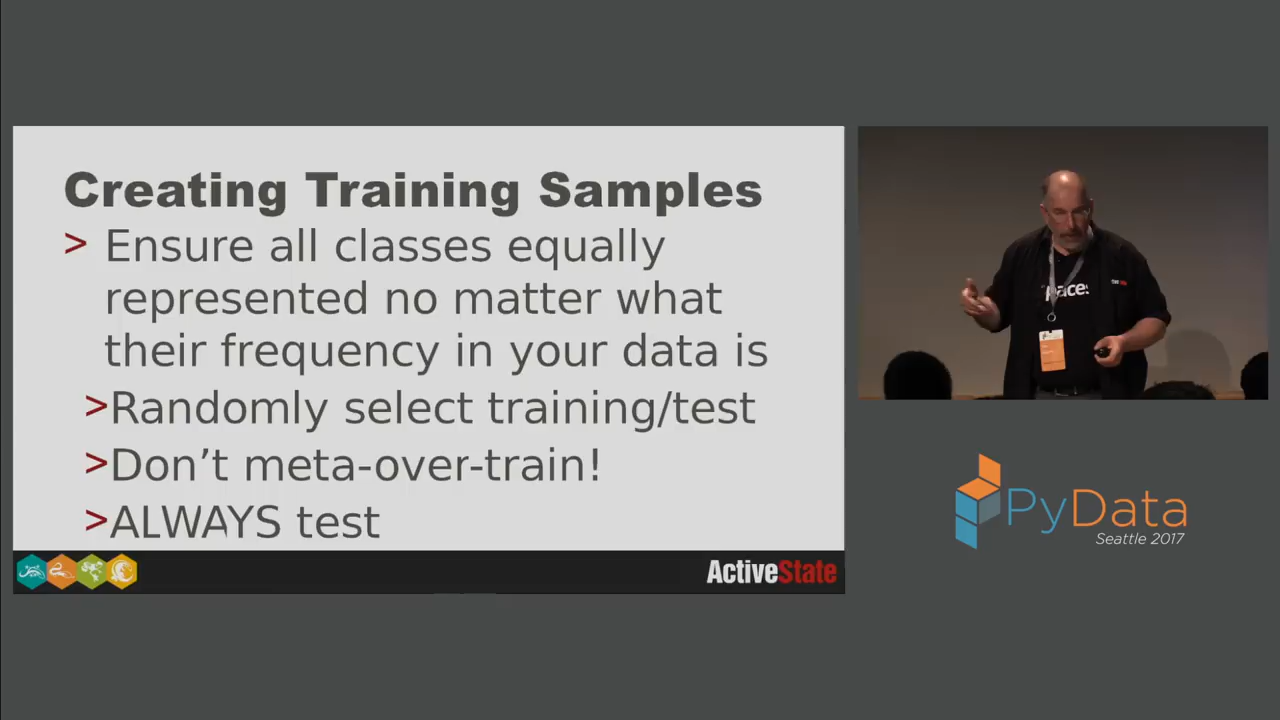 Creating Training Samples
> Ensure all classes equally
represented no matter what
their frequency in your data is
>Randomly select training/test
>Don’t meta-over-train!
>ALWAYS test
ActiveState
PyData
Seattle 2017